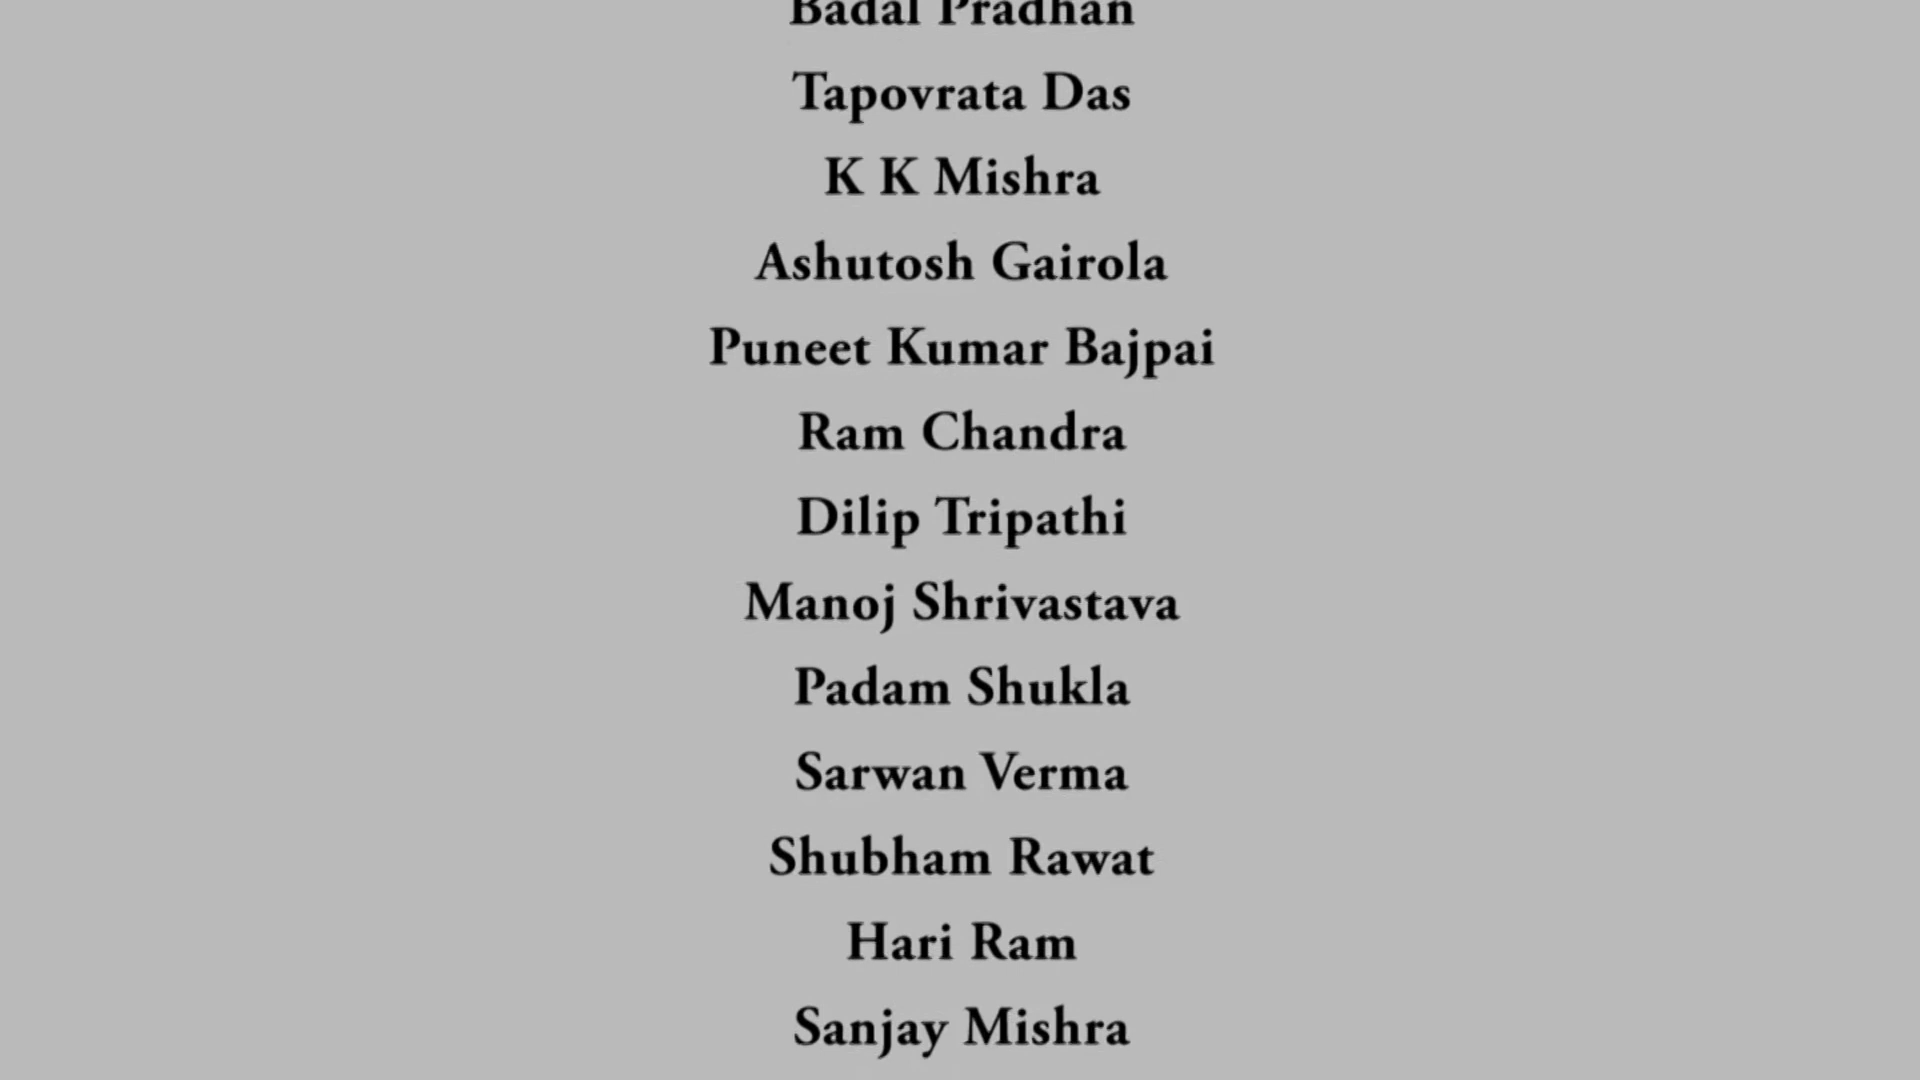 Badal Pradhan
Tapovrata Das
K K Mishra
Ashutosh Gairola
Puneet Kumar Bajpai
Ram Chandra
Dilip Tripathi
Manoj Shrivastava
Padam Shukla
Sarwan Verma
Shubham Rawat
Hari Ram
Sanjay Mishra